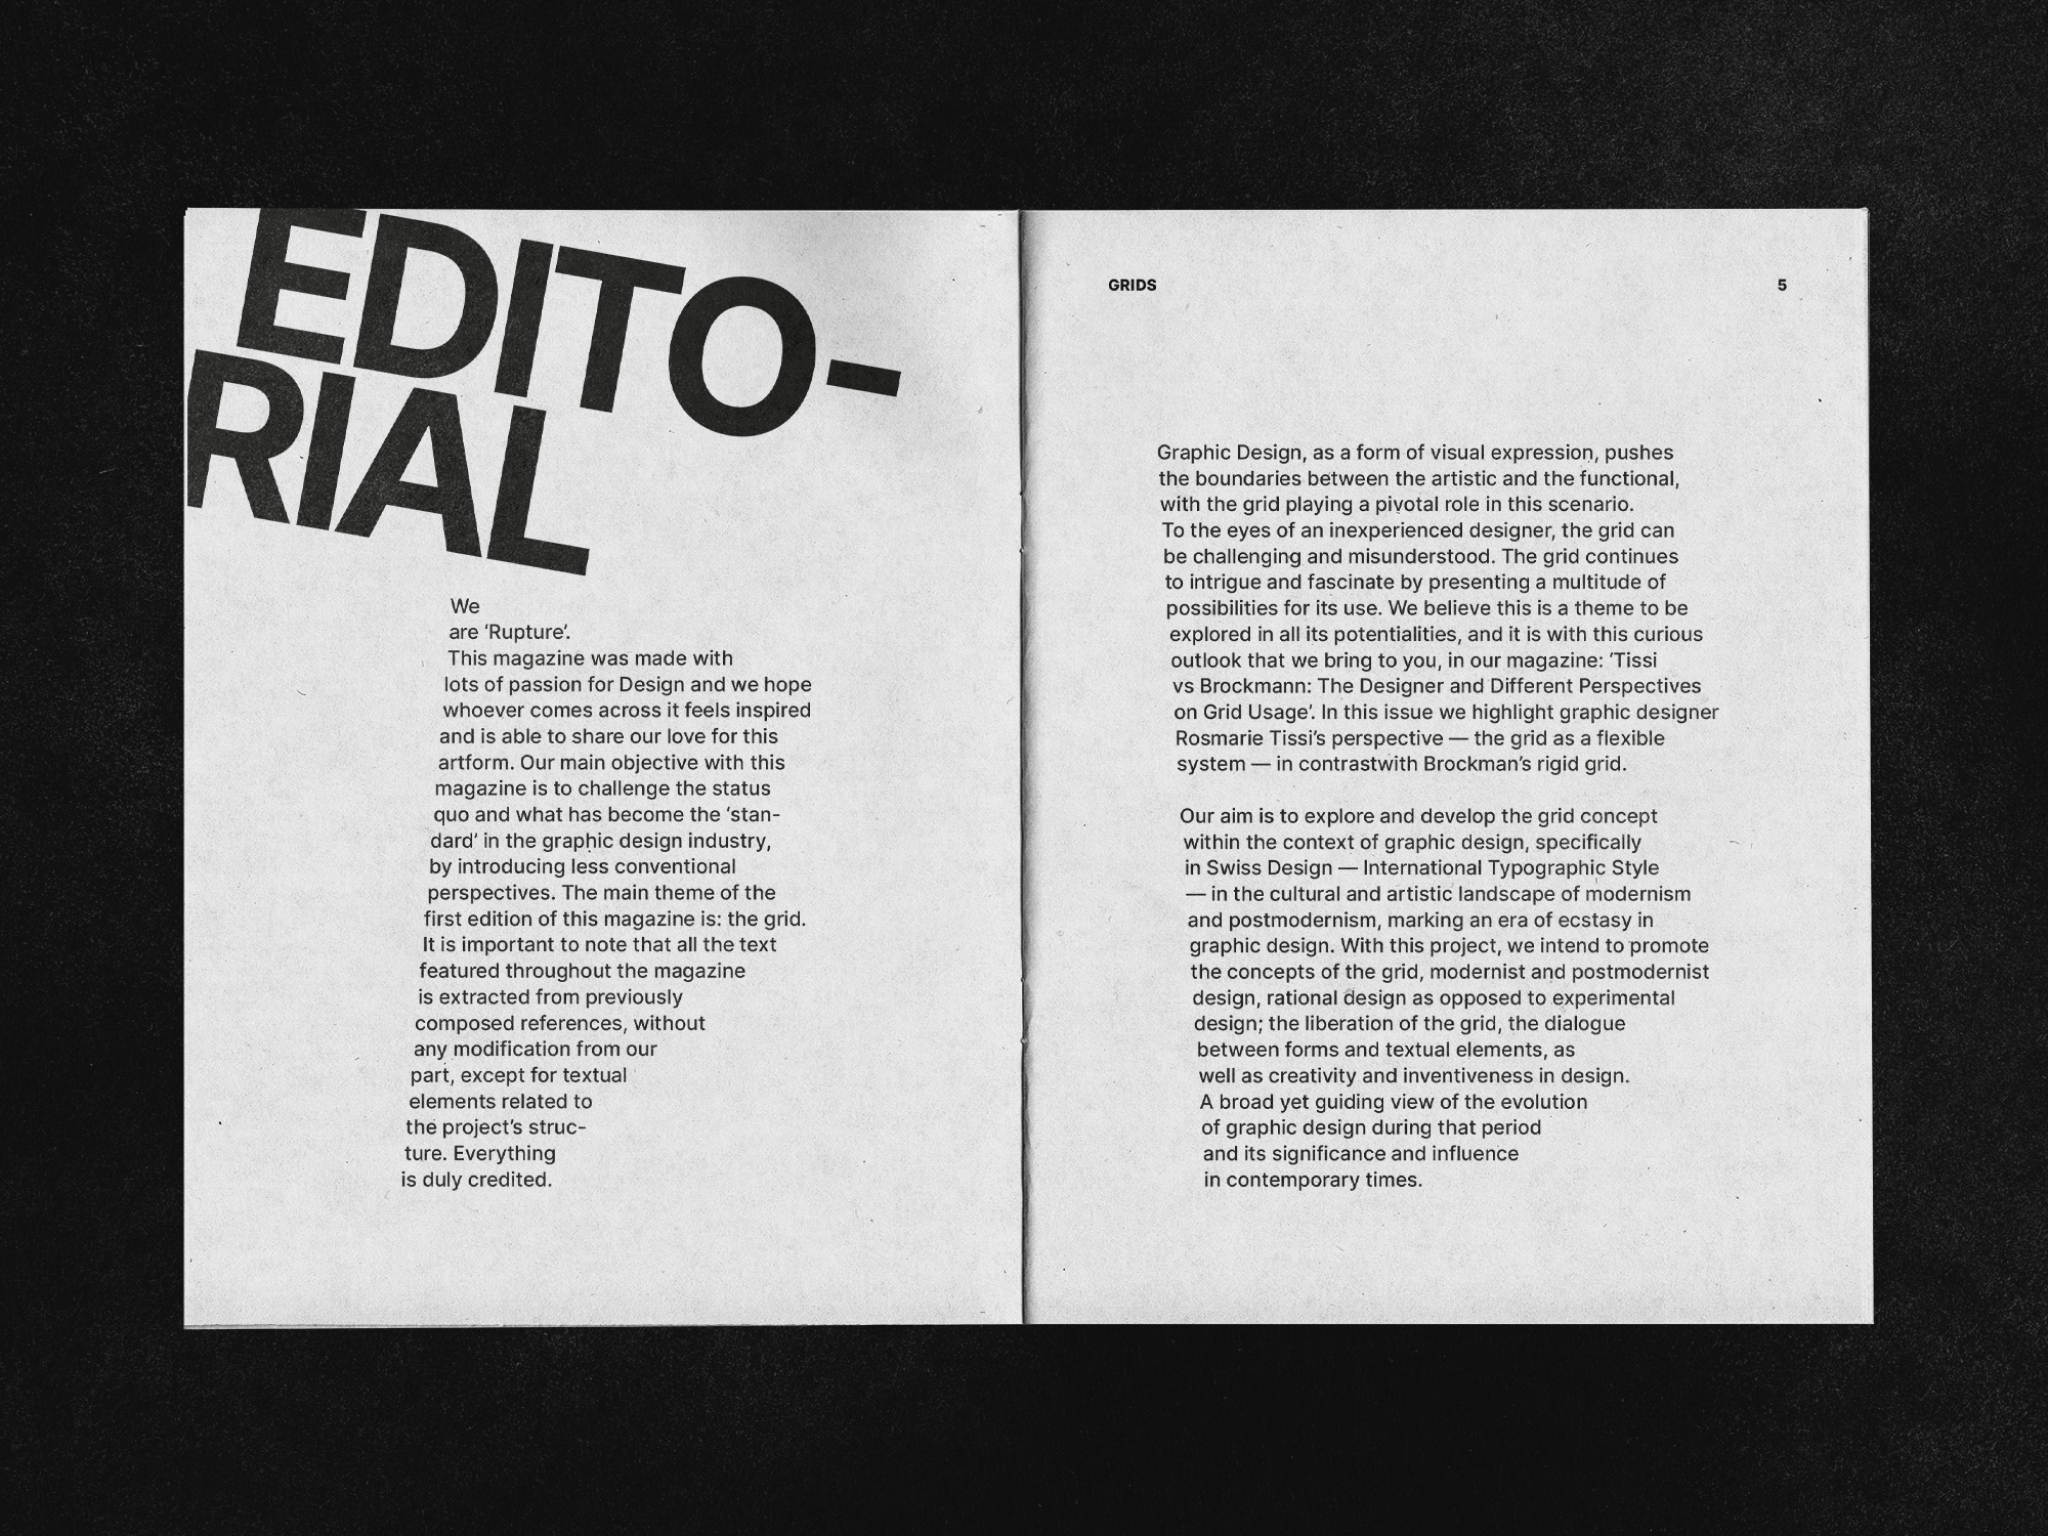 EDITO-
RIAL
We
are ‘Rupture’.
This magazine was made with
lots of passion for Design and we hope
whoever comes across it feels inspired
and is able to share our love for this
artform. Our main objective with this
magazine is to challenge the status
quo and what has become the ‘stan-
dard’ in the graphic design industry,
by introducing less conventional
perspectives. The main theme of the
first edition of this magazine is: the grid.
It is important to note that all the text
featured throughout the magazine
is extracted from previously
composed references, without
any modification from our
part, except for textual
elements related to
the project’s struc-
ture. Everything
is duly credited.
GRIDS 5
Graphic Design, as a form of visual expression, pushes
the boundaries between the artistic and the functional,
with the grid playing a pivotal role in this scenario.
To the eyes of an inexperienced designer, the grid can
be challenging and misunderstood. The grid continues
to intrigue and fascinate by presenting a multitude of
possibilities for its use. We believe this is a theme to be
explored in all its potentialities, and it is with this curious
outlook that we bring to you, in our magazine: ‘Tissi
vs Brockmann: The Designer and Different Perspectives
on Grid Usage’. In this issue we highlight graphic designer
Rosmarie Tissi’s perspective — the grid as a flexible
system — in contrastwith Brockman’s rigid grid.
Our aim is to explore and develop the grid concept
within the context of graphic design, specifically
in Swiss Design — International Typographic Style
— in the cultural and artistic landscape of modernism
and postmodernism, marking an era of ecstasy in
graphic design. With this project, we intend to promote
the concepts of the grid, modernist and postmodernist
design, rational design as opposed to experimental
design; the liberation of the grid, the dialogue
between forms and textual elements, as
well as creativity and inventiveness in design.
A broad yet guiding view of the evolution
of graphic design during that period
and its significance and influence
in contemporary times.